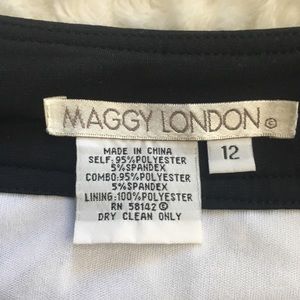 MAGGY LONDON©
12
MADE IN CHINA
SELF: 95%POLYESTER
5%SPANDEX
COMBO: 95%POLYESTER
5%SPANDEX
LINING: 100%POLYESTER
RN 58142 ©
DRY CLEAN ONLY